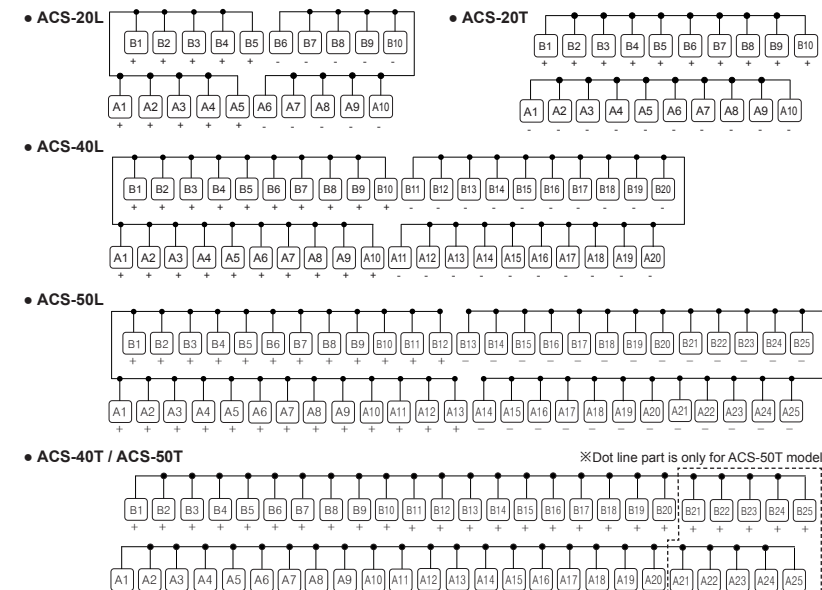 ● ACS-20L
B1 B2 B3 B4 B5 B6 B7 B8 B9 B10
+ + + + + - - - - -
A1 A2 A3 A4 A5 A6 A7 A8 A9 A10
+ + + + + - - - - -
● ACS-20T
B1 B2 B3 B4 B5 B6 B7 B8 B9 B10
+ + + + + + + + + +
A1 A2 A3 A4 A5 A6 A7 A8 A9 A10
- - - - - - - - - -
● ACS-40L
B1 B2 B3 B4 B5 B6 B7 B8 B9 B10 B11 B12 B13 B14 B15 B16 B17 B18 B19 B20
+ + + + + + + + + + - - - - - - - - - -
A1 A2 A3 A4 A5 A6 A7 A8 A9 A10 A11 A12 A13 A14 A15 A16 A17 A18 A19 A20
+ + + + + + + + + + - - - - - - - - - -
● ACS-50L
B1 B2 B3 B4 B5 B6 B7 B8 B9 B10 B11 B12 B13 B14 B15 B16 B17 B18 B19 B20 B21 B22 B23 B24 B25
+ + + + + + + + + + + + − − − − − − − − − − − − −
A1 A2 A3 A4 A5 A6 A7 A8 A9 A10 A11 A12 A13 A14 A15 A16 A17 A18 A19 A20 A21 A22 A23 A24 A25
+ + + + + + + + + + + + + − − − − − − − − − − − −
● ACS-40T / ACS-50T
※Dot line part is only for ACS-50T model
B1 B2 B3 B4 B5 B6 B7 B8 B9 B10 B11 B12 B13 B14 B15 B16 B17 B18 B19 B20 B21 B22 B23 B24 B25
+ + + + + + + + + + + + + + + + + + + + + + + + +
A1 A2 A3 A4 A5 A6 A7 A8 A9 A10 A11 A12 A13 A14 A15 A16 A17 A18 A19 A20 A21 A22 A23 A24 A25